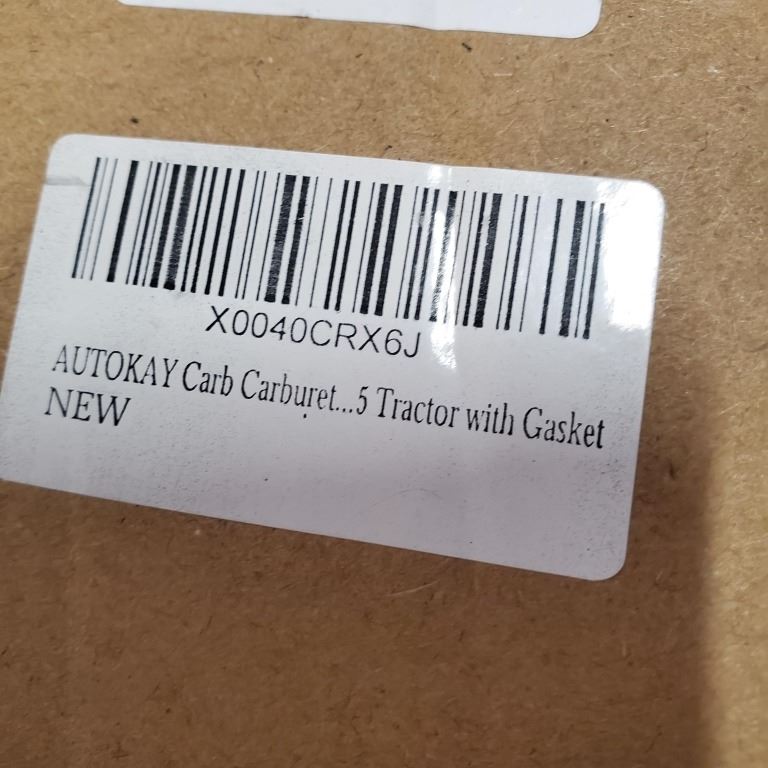 X0040CRX6J
AUTOKAY Carb Carburet...5 Tractor with Gasket
NEW